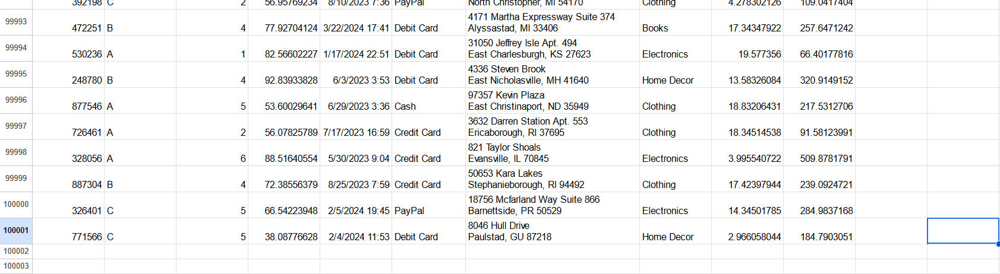 392198 C 2 56.95769234 8/10/2023 7:36 PayPal North Christopher, MI 54170 Clothing 4.278302126 109.0417404
4171 Martha Expressway Suite 374
99993 472251 B 4 77.92704124 3/22/2024 17:41 Debit Card Alyssastad, MI 33406 Books 17.34347922 257.6471242
31050 Jeffrey Isle Apt. 494
99994 530236 A 1 82.56602227 1/17/2024 22:51 Debit Card East Charlesburgh, KS 27623 Electronics 19.577356 66.40177816
4336 Steven Brook
99995 248780 B 4 92.83933828 6/3/2023 3:53 Debit Card East Nicholasville, MH 41640 Home Decor 13.58326084 320.9149152
97357 Kevin Plaza
99996 877546 A 5 53.60029641 6/29/2023 3:36 Cash East Christinaport, ND 35949 Clothing 18.83206431 217.5312706
3632 Darren Station Apt. 553
99997 726461 A 2 56.07825789 7/17/2023 16:59 Credit Card Ericaborough, RI 37695 Clothing 18.34514538 91.58123991
821 Taylor Shoals
99998 328056 A 6 88.51640554 5/30/2023 9:04 Credit Card Evansville, IL 70845 Electronics 3.995540722 509.8781791
50653 Kara Lakes
99999 887304 B 4 72.38556379 8/25/2023 7:59 Credit Card Stephanieborough, RI 94492 Clothing 17.42397944 239.0924721
18756 Mcfarland Way Suite 866
100000 326401 C 5 66.54223948 2/5/2024 19:45 PayPal Barnettside, PR 50529 Electronics 14.34501785 284.9837168
8046 Hull Drive
100001 771566 C 5 38.08776628 2/4/2024 11:53 Debit Card Paulstad, GU 87218 Home Decor 2.966058044 184.7903051
100002
100003